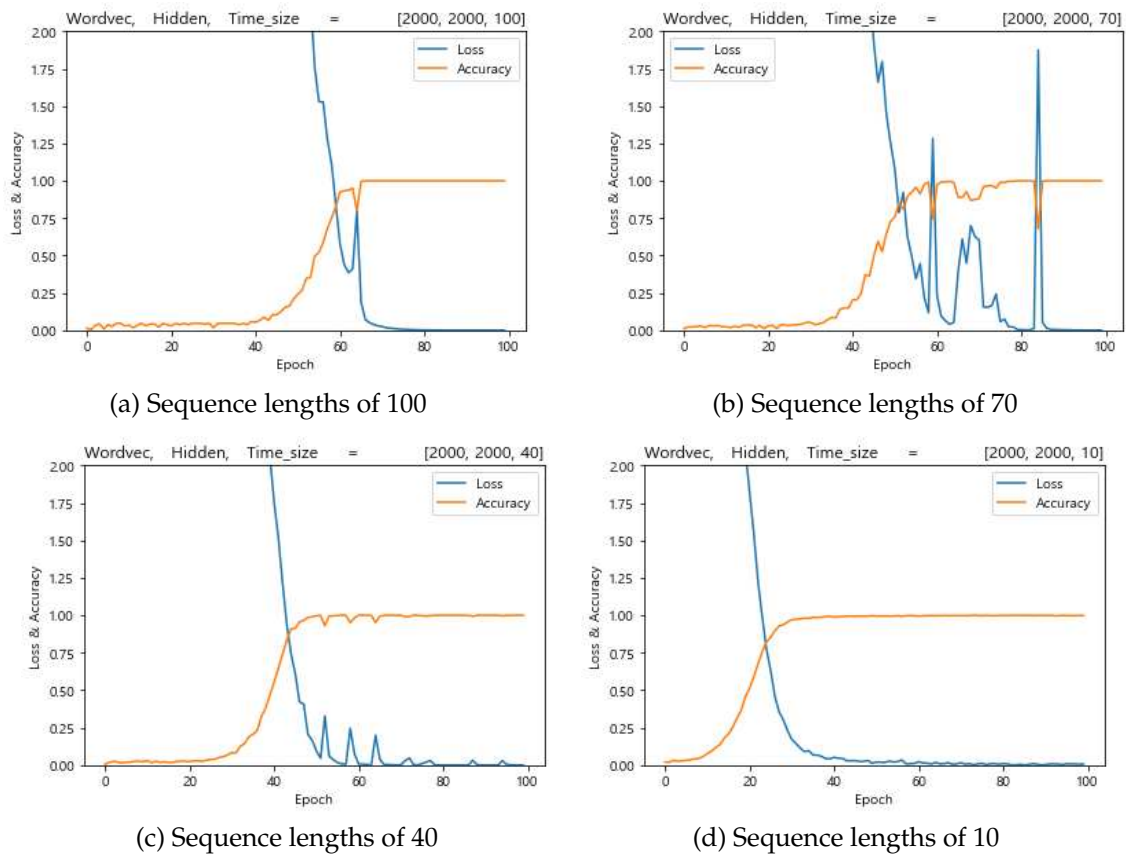 Wordvec, Hidden, Time_size = [2000, 2000, 100]
2.00
1.75
1.50
1.25
1.00
0.75
0.50
0.25
0.00
Loss & Accuracy
Loss
Accuracy
0 20 40 60 80 100
Epoch
(a) Sequence lengths of 100
Wordvec, Hidden, Time_size = [2000, 2000, 70]
2.00
1.75
1.50
1.25
1.00
0.75
0.50
0.25
0.00
Loss & Accuracy
Loss
Accuracy
0 20 40 60 80 100
Epoch
(b) Sequence lengths of 70
Wordvec, Hidden, Time_size = [2000, 2000, 40]
2.00
1.75
1.50
1.25
1.00
0.75
0.50
0.25
0.00
Loss & Accuracy
Loss
Accuracy
0 20 40 60 80 100
Epoch
(c) Sequence lengths of 40
Wordvec, Hidden, Time_size = [2000, 2000, 10]
2.00
1.75
1.50
1.25
1.00
0.75
0.50
0.25
0.00
Loss & Accuracy
Loss
Accuracy
0 20 40 60 80 100
Epoch
(d) Sequence lengths of 10